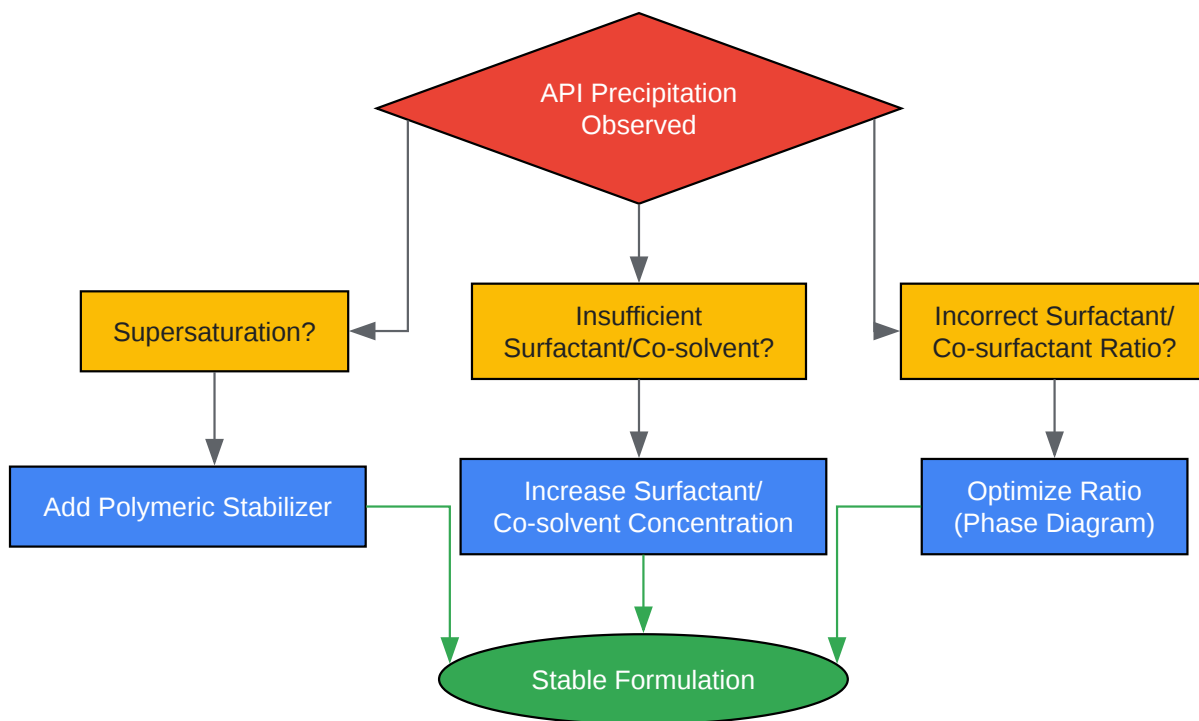 API Precipitation
Observed
Supersaturation?
Insufficient
Surfactant/Co-solvent?
Incorrect Surfactant/
Co-surfactant Ratio?
Add Polymeric Stabilizer
Increase Surfactant/
Co-solvent Concentration
Optimize Ratio
(Phase Diagram)
Stable Formulation